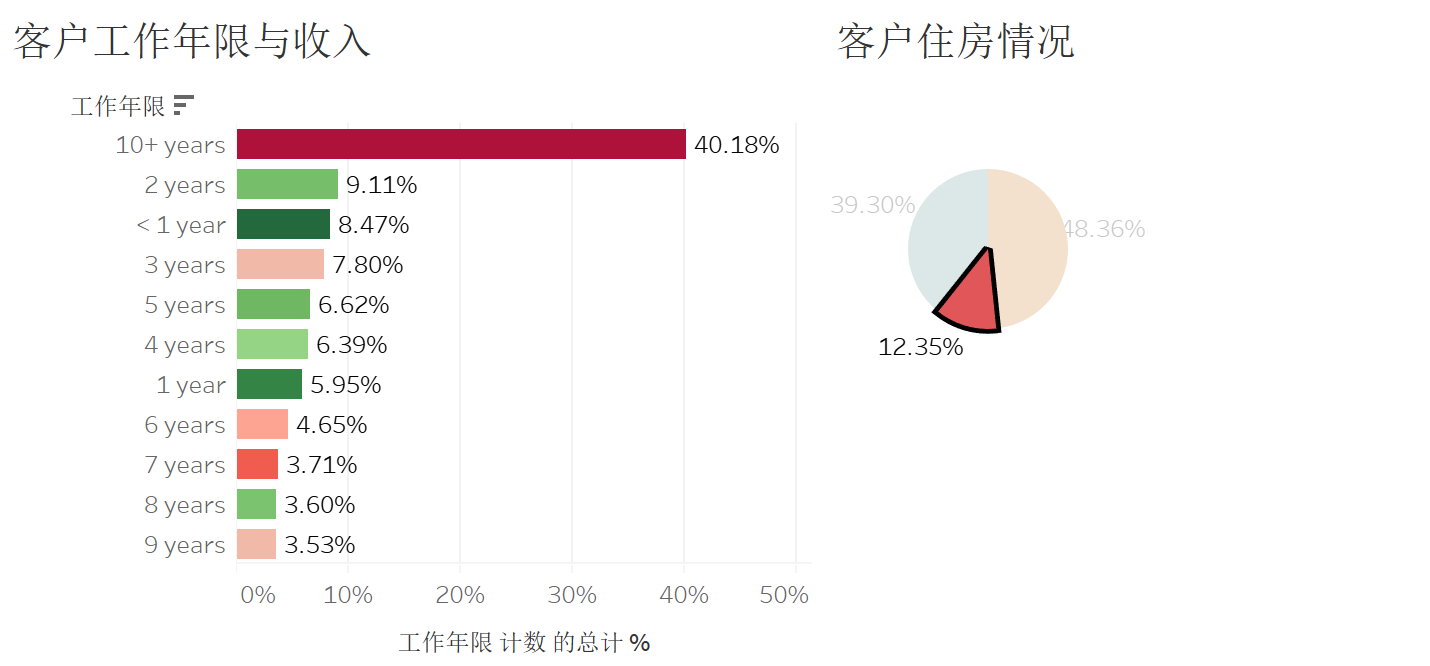 客户工作年限与收入
工作年限
10+ years 40.18%
2 years 9.11%
< 1 year 8.47%
3 years 7.80%
5 years 6.62%
4 years 6.39%
1 year 5.95%
6 years 4.65%
7 years 3.71%
8 years 3.60%
9 years 3.53%
0% 10% 20% 30% 40% 50%
工作年限 计数 的总计 %
客户住房情况
39.30%
48.36%
12.35%